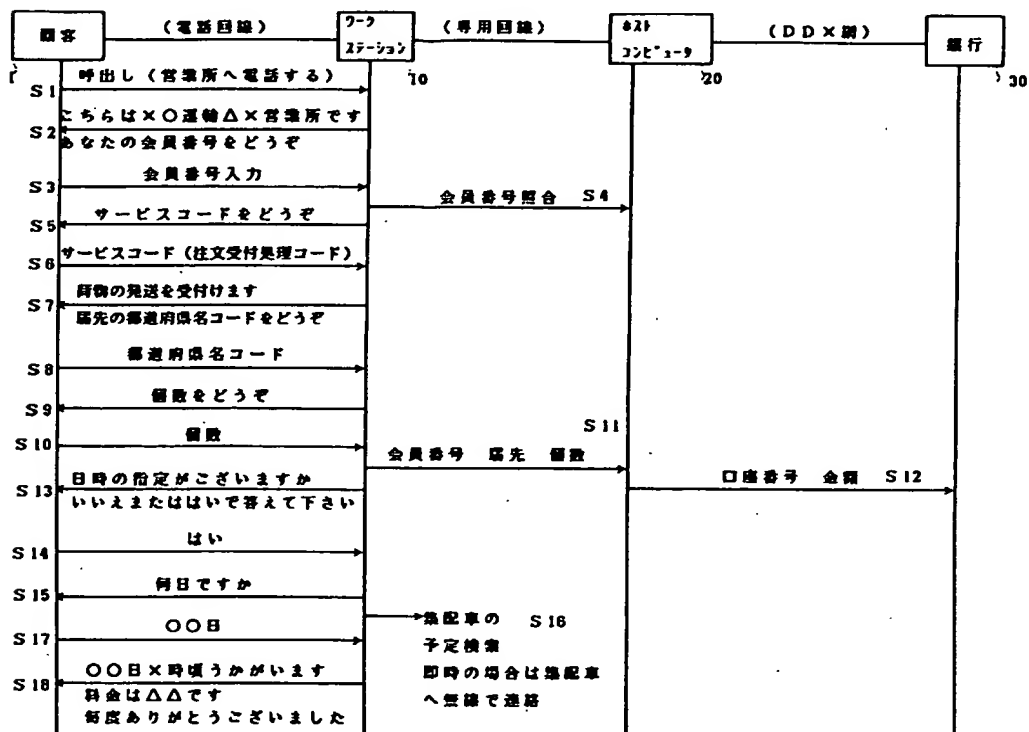 顧客 (電話回線) ワークステーション (専用回線) ホストコンピュータ (DD×網) 銀行
1 10 20 30
S1 呼出し(営業所へ電話する)
S2 こちらは×〇運輸△×営業所です
あなたの会員番号をどうぞ
S3 会員番号入力
会員番号照合 S4
S5 サービスコードをどうぞ
S6 サービスコード(注文受付処理コード)
S7 荷物の発送を受付けます
届先の都道府県名コードをどうぞ
S8 都道府県名コード
S9 個数をどうぞ
S10 個数
S11
会員番号 届先 個数
口座番号 金額 S12
S13 日時の指定がございますか
いいえまたははいで答えて下さい
S14 はい
S15 何日ですか
集配車の S16
予定検索
即時の場合は集配車
へ無線で連絡
S17 〇〇日
S18 〇〇日×時頃うかがいます
料金は△△です
毎度ありがとうございました